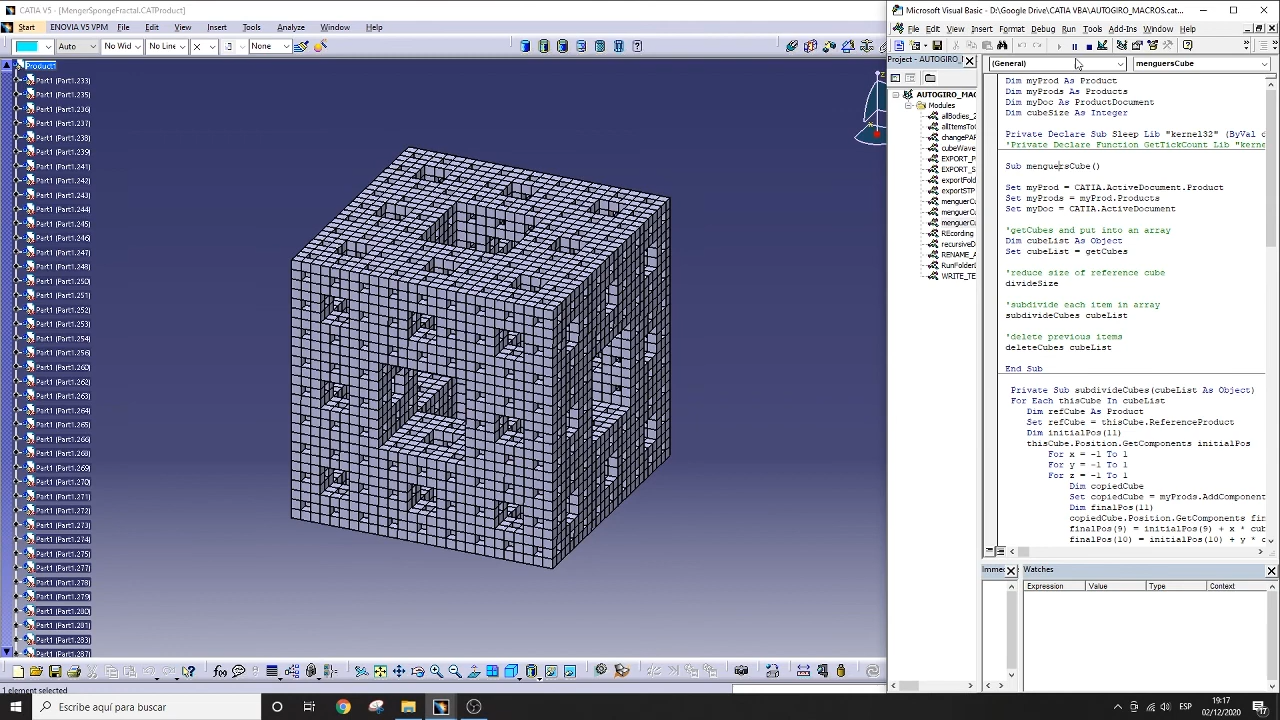 CATIA V5 - [MengerSpongeFractal.CATProduct]
Start
ENOVIA V5 VPM
File
Edit
View
Insert
Tools
Analyze
Window
Help
Auto
No Wid
No Line
None
Product1
Part1 (Part1.233)
Part1 (Part1.235)
Part1 (Part1.236)
Part1 (Part1.237)
Part1 (Part1.238)
Part1 (Part1.239)
Part1 (Part1.241)
Part1 (Part1.242)
Part1 (Part1.243)
Part1 (Part1.244)
Part1 (Part1.245)
Part1 (Part1.246)
Part1 (Part1.247)
Part1 (Part1.248)
Part1 (Part1.250)
Part1 (Part1.251)
Part1 (Part1.252)
Part1 (Part1.253)
Part1 (Part1.254)
Part1 (Part1.256)
Part1 (Part1.260)
Part1 (Part1.262)
Part1 (Part1.263)
Part1 (Part1.264)
Part1 (Part1.265)
Part1 (Part1.266)
Part1 (Part1.268)
Part1 (Part1.269)
Part1 (Part1.270)
Part1 (Part1.271)
Part1 (Part1.272)
Part1 (Part1.273)
Part1 (Part1.274)
Part1 (Part1.275)
Part1 (Part1.277)
Part1 (Part1.278)
Part1 (Part1.279)
Part1 (Part1.280)
Part1 (Part1.281)
Part1 (Part1.283)
Part1 (Part1.287)
1 element selected
Microsoft Visual Basic - D:\Google Drive\CATIA VBA\AUTOGIRO_MACROS.cat...
File
Edit
View
Insert
Format
Debug
Run
Tools
Add-Ins
Window
Help
Project - AUTOGIRO_
AUTOGIRO_MAC
Modules
allBodies_2
allItemsTo
changePAR
cubeWave
EXPORT_P
EXPORT_S
exportFold
exportSTP
menguerCu
menguerCu
menguerCu
REcording
recursiveD
RENAME_A
RunFolderL
WRITE_TE
(General)
menguersCube
Dim myProd As Product
Dim myProds As Products
Dim myDoc As ProductDocument
Dim cubeSize As Integer
Private Declare Sub Sleep Lib "kernel32" (ByVal d
'Private Declare Function GetTickCount Lib "kerne
Sub menguersCube()
Set myProd = CATIA.ActiveDocument.Product
Set myProds = myProd.Products
Set myDoc = CATIA.ActiveDocument
'getCubes and put into an array
Dim cubeList As Object
Set cubeList = getCubes
'reduce size of reference cube
divideSize
'subdivide each item in array
subdivideCubes cubeList
'delete previous items
deleteCubes cubeList
End Sub
Private Sub subdivideCubes(cubeList As Object)
For Each thisCube In cubeList
Dim refCube As Product
Set refCube = thisCube.ReferenceProduct
Dim initialPos(11)
thisCube.Position.GetComponents initialPos
For x = -1 To 1
For y = -1 To 1
For z = -1 To 1
Dim copiedCube
Set copiedCube = myProds.AddComponent
Dim finalPos(11)
copiedCube.Position.GetComponents fin
finalPos(9) = initialPos(9) + x * cub
finalPos(10) = initialPos(10) + y * c
Immed
Watches
Expression
Value
Type
Context
Escribe aquí para buscar
ESP
19:17
02/12/2020
17